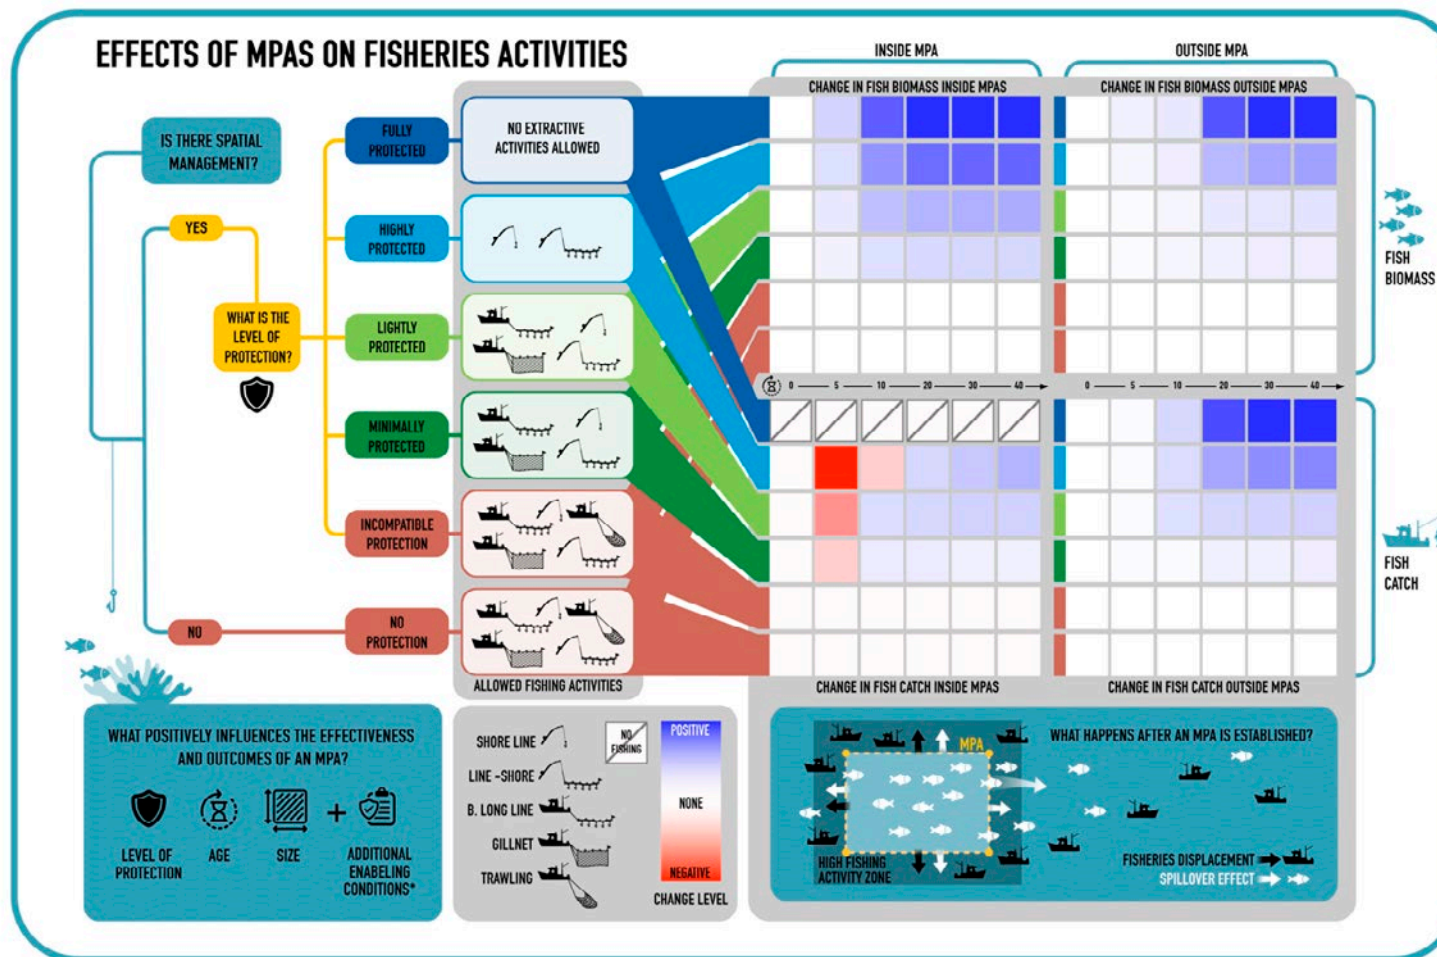 EFFECTS OF MPAS ON FISHERIES ACTIVITIES
INSIDE MPA
OUTSIDE MPA
CHANGE IN FISH BIOMASS INSIDE MPAS
CHANGE IN FISH BIOMASS OUTSIDE MPAS
IS THERE SPATIAL
MANAGEMENT?
YES
WHAT IS THE
LEVEL OF
PROTECTION?
NO
FULLY
PROTECTED
HIGHLY
PROTECTED
LIGHTLY
PROTECTED
MINIMALLY
PROTECTED
INCOMPATIBLE
PROTECTION
NO
PROTECTION
NO EXTRACTIVE
ACTIVITIES ALLOWED
ALLOWED FISHING ACTIVITIES
FISH
BIOMASS
0 5 10 20 30 40
0 5 10 20 30 40
FISH
CATCH
CHANGE IN FISH CATCH INSIDE MPAS
CHANGE IN FISH CATCH OUTSIDE MPAS
WHAT POSITIVELY INFLUENCES THE EFFECTIVENESS
AND OUTCOMES OF AN MPA?
LEVEL OF
PROTECTION
AGE
SIZE
+
ADDITIONAL
ENABELING
CONDITIONS*
SHORE LINE
LINE -SHORE
B. LONG LINE
GILLNET
TRAWLING
NO
FISHING
POSITIVE
NONE
NEGATIVE
CHANGE LEVEL
MPA
HIGH FISHING
ACTIVITY ZONE
WHAT HAPPENS AFTER AN MPA IS ESTABLISHED?
FISHERIES DISPLACEMENT
SPILLOVER EFFECT